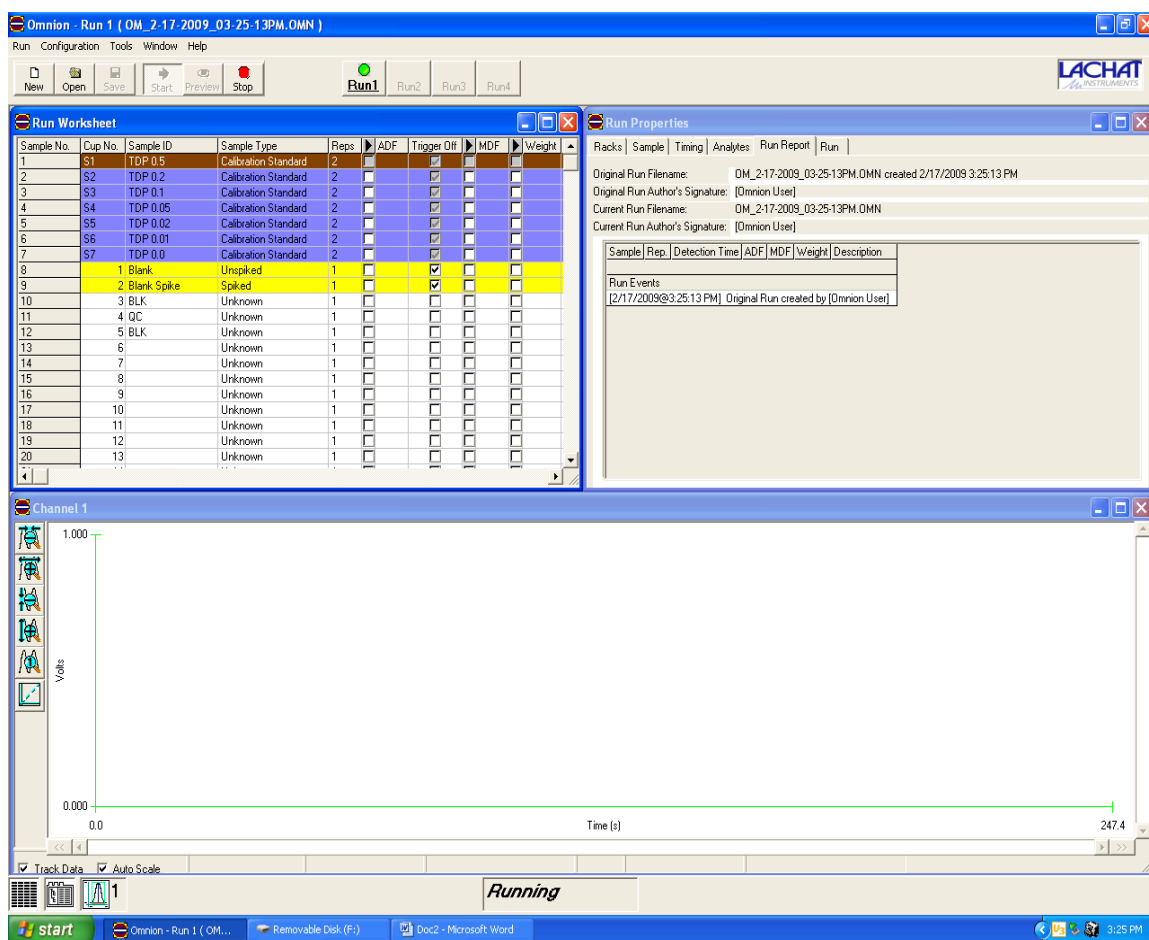 Omnion - Run 1 ( OM_2-17-2009_03-25-13PM.OMN )
Run Configuration Tools Window Help
New Open Save Start Preview Stop Run1 Run2 Run3 Run4
LACHAT
INSTRUMENTS
Run Worksheet
Sample No. Cup No. Sample ID Sample Type Reps ADF Trigger Off MDF Weight
1 S1 TDP 0.5 Calibration Standard 2
2 S2 TDP 0.2 Calibration Standard 2
3 S3 TDP 0.1 Calibration Standard 2
4 S4 TDP 0.05 Calibration Standard 2
5 S5 TDP 0.02 Calibration Standard 2
6 S6 TDP 0.01 Calibration Standard 2
7 S7 TDP 0.0 Calibration Standard 2
8 1 Blank Unspiked 1
9 2 Blank Spike Spiked 1
10 3 BLK Unknown 1
11 4 QC Unknown 1
12 5 BLK Unknown 1
13 6 Unknown 1
14 7 Unknown 1
15 8 Unknown 1
16 9 Unknown 1
17 10 Unknown 1
18 11 Unknown 1
19 12 Unknown 1
20 13 Unknown 1
Run Properties
Racks Sample Timing Analytes Run Report Run
Original Run Filename: OM_2-17-2009_03-25-13PM.OMN created 2/17/2009 3:25:13 PM
Original Run Author's Signature: [Omnion User]
Current Run Filename: OM_2-17-2009_03-25-13PM.OMN
Current Run Author's Signature: [Omnion User]
Sample Rep. Detection Time ADF MDF Weight Description
Run Events
[2/17/2009@3:25:13 PM] Original Run created by [Omnion User]
Channel 1
1.000
Volts
0.000
0.0 Time (s) 247.4
<< >>
Track Data Auto Scale
1 Running
start Omnion - Run 1 ( OM... Removable Disk (F:) Doc2 - Microsoft Word 3:25 PM